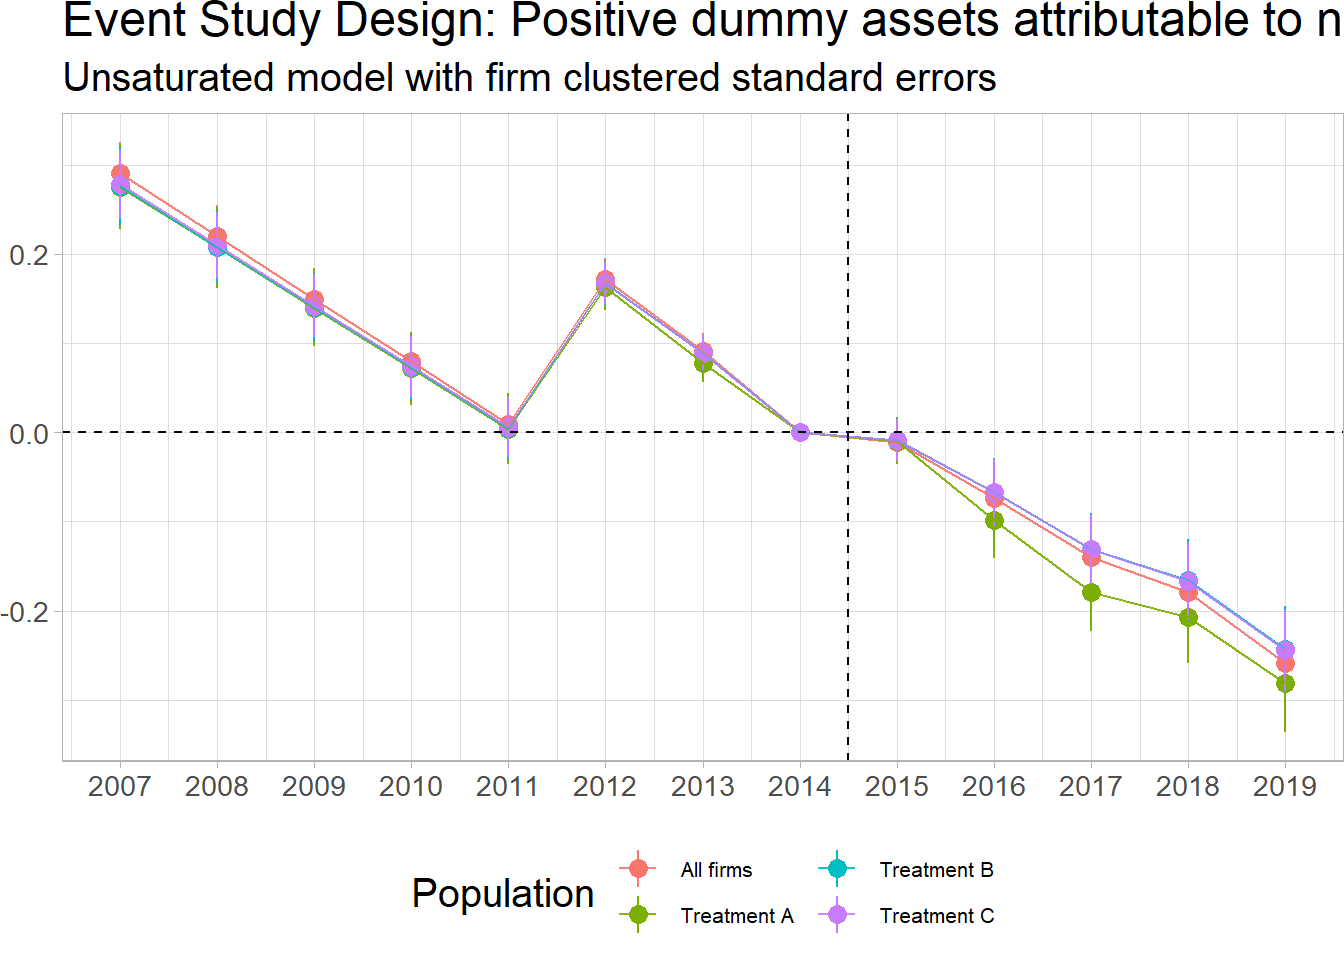 Event Study Design: Positive dummy assets attributable to n
Unsaturated model with firm clustered standard errors
0.2
0.0
-0.2
2007 2008 2009 2010 2011 2012 2013 2014 2015 2016 2017 2018 2019
Population
All firms
Treatment B
Treatment A
Treatment C